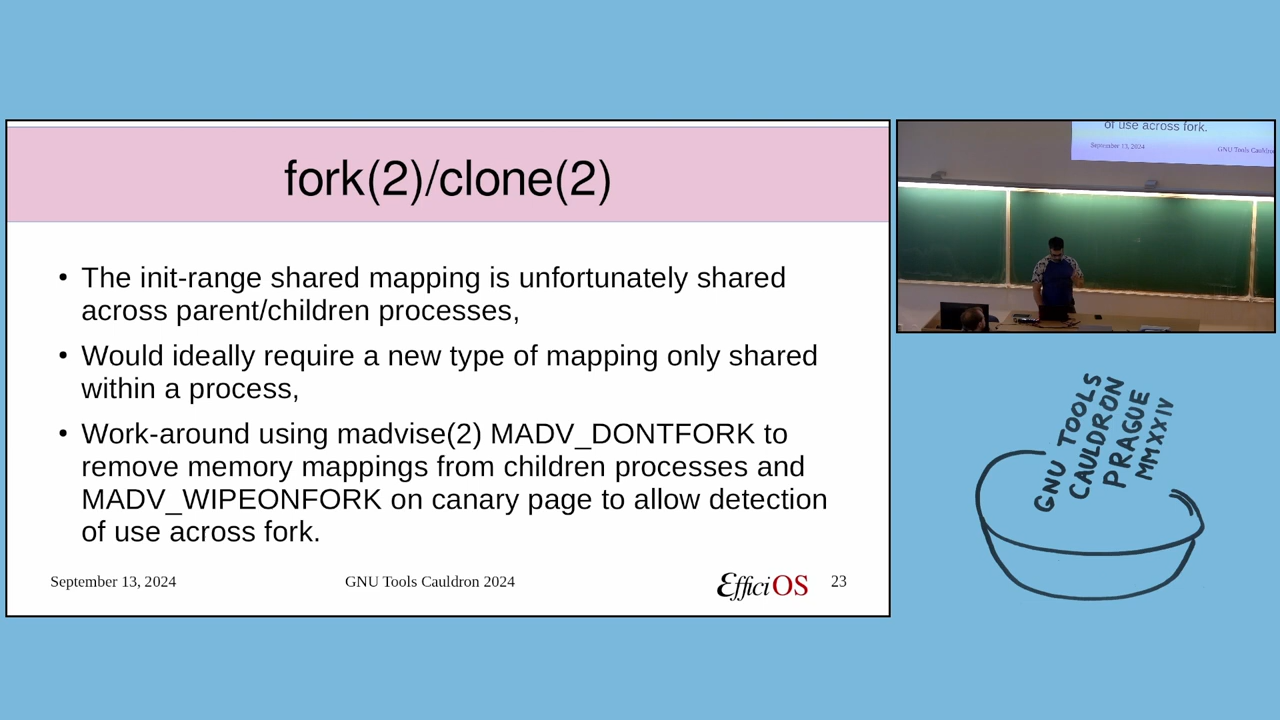 fork(2)/clone(2)
• The init-range shared mapping is unfortunately shared
across parent/children processes,
• Would ideally require a new type of mapping only shared
within a process,
• Work-around using madvise(2) MADV_DONTFORK to
remove memory mappings from children processes and
MADV_WIPEONFORK on canary page to allow detection
of use across fork.
September 13, 2024
GNU Tools Cauldron 2024
EfficiOS
23
of use across fork.
September 13, 2024
GNU Tools Cauldron
GNU TOOLS
CAULDRON
PRAGUE
MMXXIV